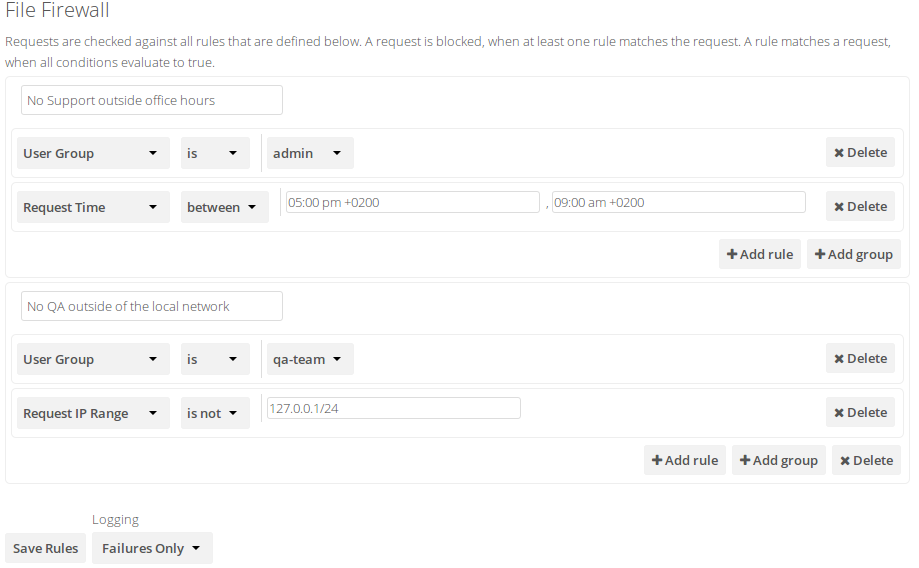 File Firewall
Requests are checked against all rules that are defined below. A request is blocked, when at least one rule matches the request. A rule matches a request,
when all conditions evaluate to true.
No Support outside office hours
User Group is admin Delete
Request Time between 05:00 pm +0200 , 09:00 am +0200 Delete
Add rule Add group
No QA outside of the local network
User Group is qa-team Delete
Request IP Range is not 127.0.0.1/24 Delete
Add rule Add group Delete
Logging
Save Rules Failures Only